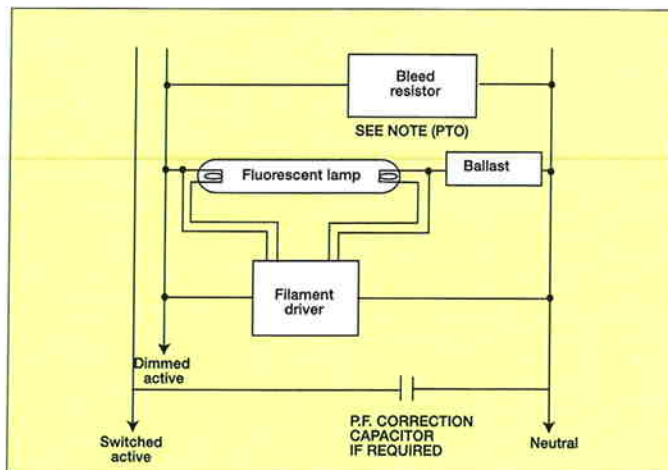 Bleed
resistor
SEE NOTE (PTO)
Fluorescent lamp
Ballast
Filament
driver
Dimmed
active
P.F. CORRECTION
CAPACITOR
IF REQUIRED
Switched
active
Neutral